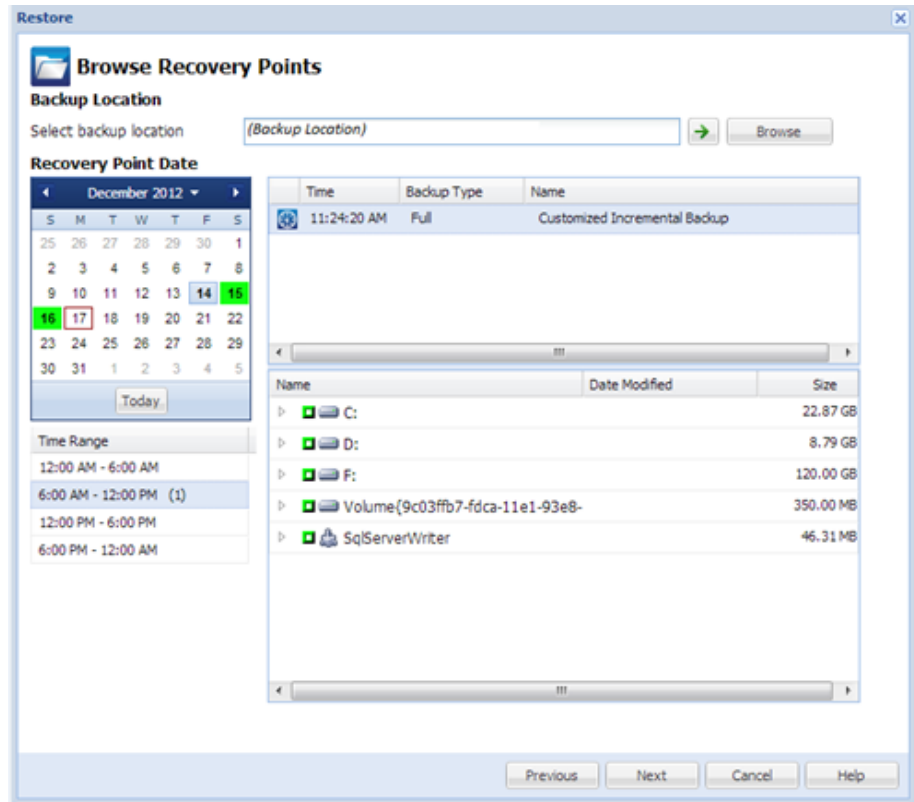 Restore
Browse Recovery Points
Backup Location
Select backup location
(Backup Location)
Browse
Recovery Point Date
December 2012
S M T W T F S
25 26 27 28 29 30 1
2 3 4 5 6 7 8
9 10 11 12 13 14 15
16 17 18 19 20 21 22
23 24 25 26 27 28 29
30 31 1 2 3 4 5
Today
Time Range
12:00 AM - 6:00 AM
6:00 AM - 12:00 PM (1)
12:00 PM - 6:00 PM
6:00 PM - 12:00 AM
Time Backup Type Name
11:24:20 AM Full Customized Incremental Backup
Name Date Modified Size
C: 22.87 GB
D: 8.79 GB
F: 120.00 GB
Volume{9c03ffb7-fdca-11e1-93e8- 350.00 MB
SqlServerWriter 46.31 MB
Previous Next Cancel Help